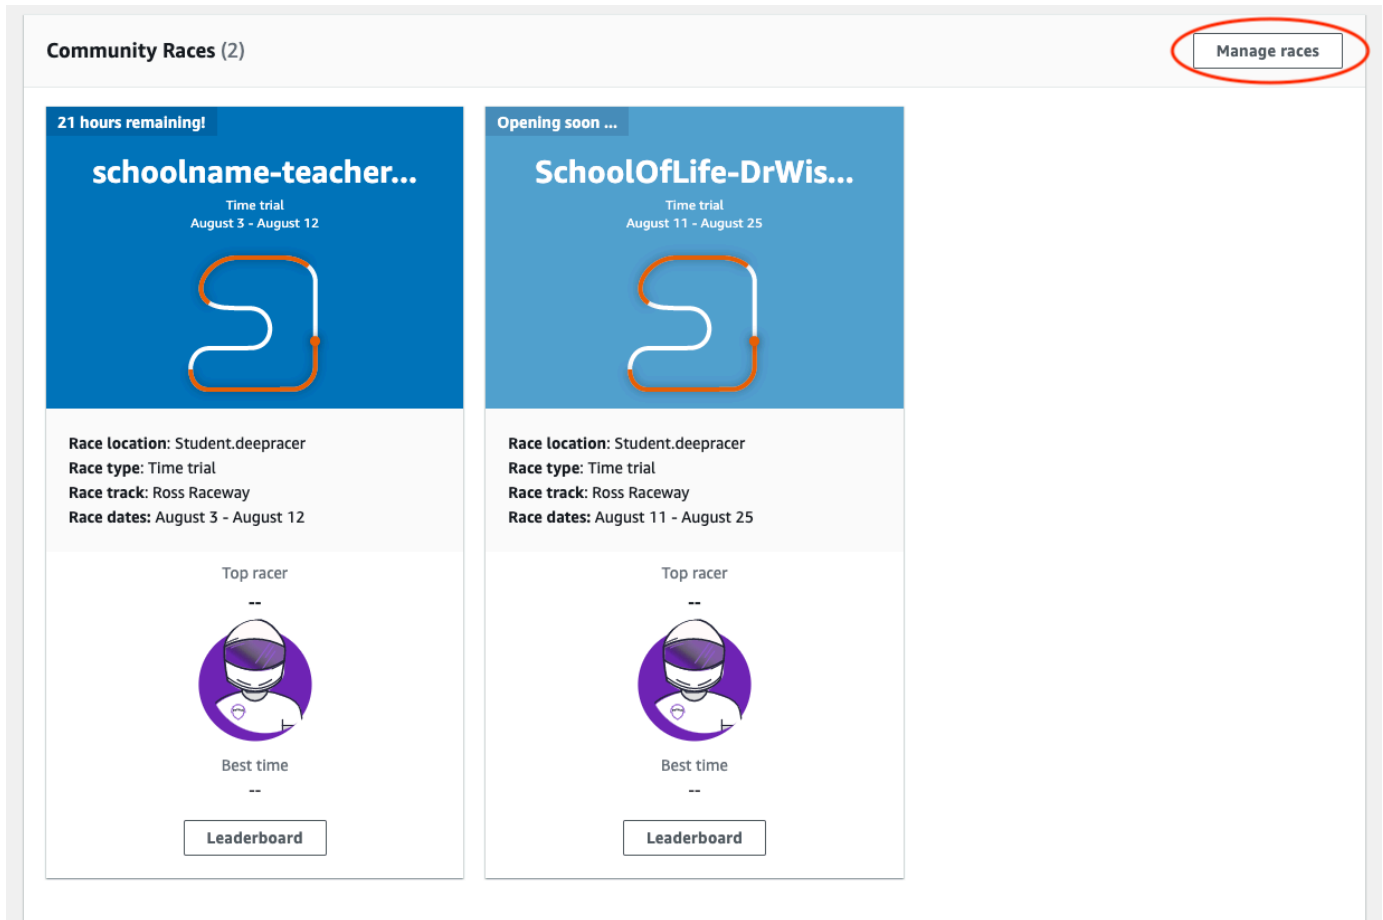 Community Races (2)
Manage races
21 hours remaining!
schoolname-teacher...
Time trial
August 3 - August 12
Race location: Student.deepracer
Race type: Time trial
Race track: Ross Raceway
Race dates: August 3 - August 12
Top racer
--
Best time
--
Leaderboard
Opening soon ...
SchoolOfLife-DrWis...
Time trial
August 11 - August 25
Race location: Student.deepracer
Race type: Time trial
Race track: Ross Raceway
Race dates: August 11 - August 25
Top racer
--
Best time
--
Leaderboard